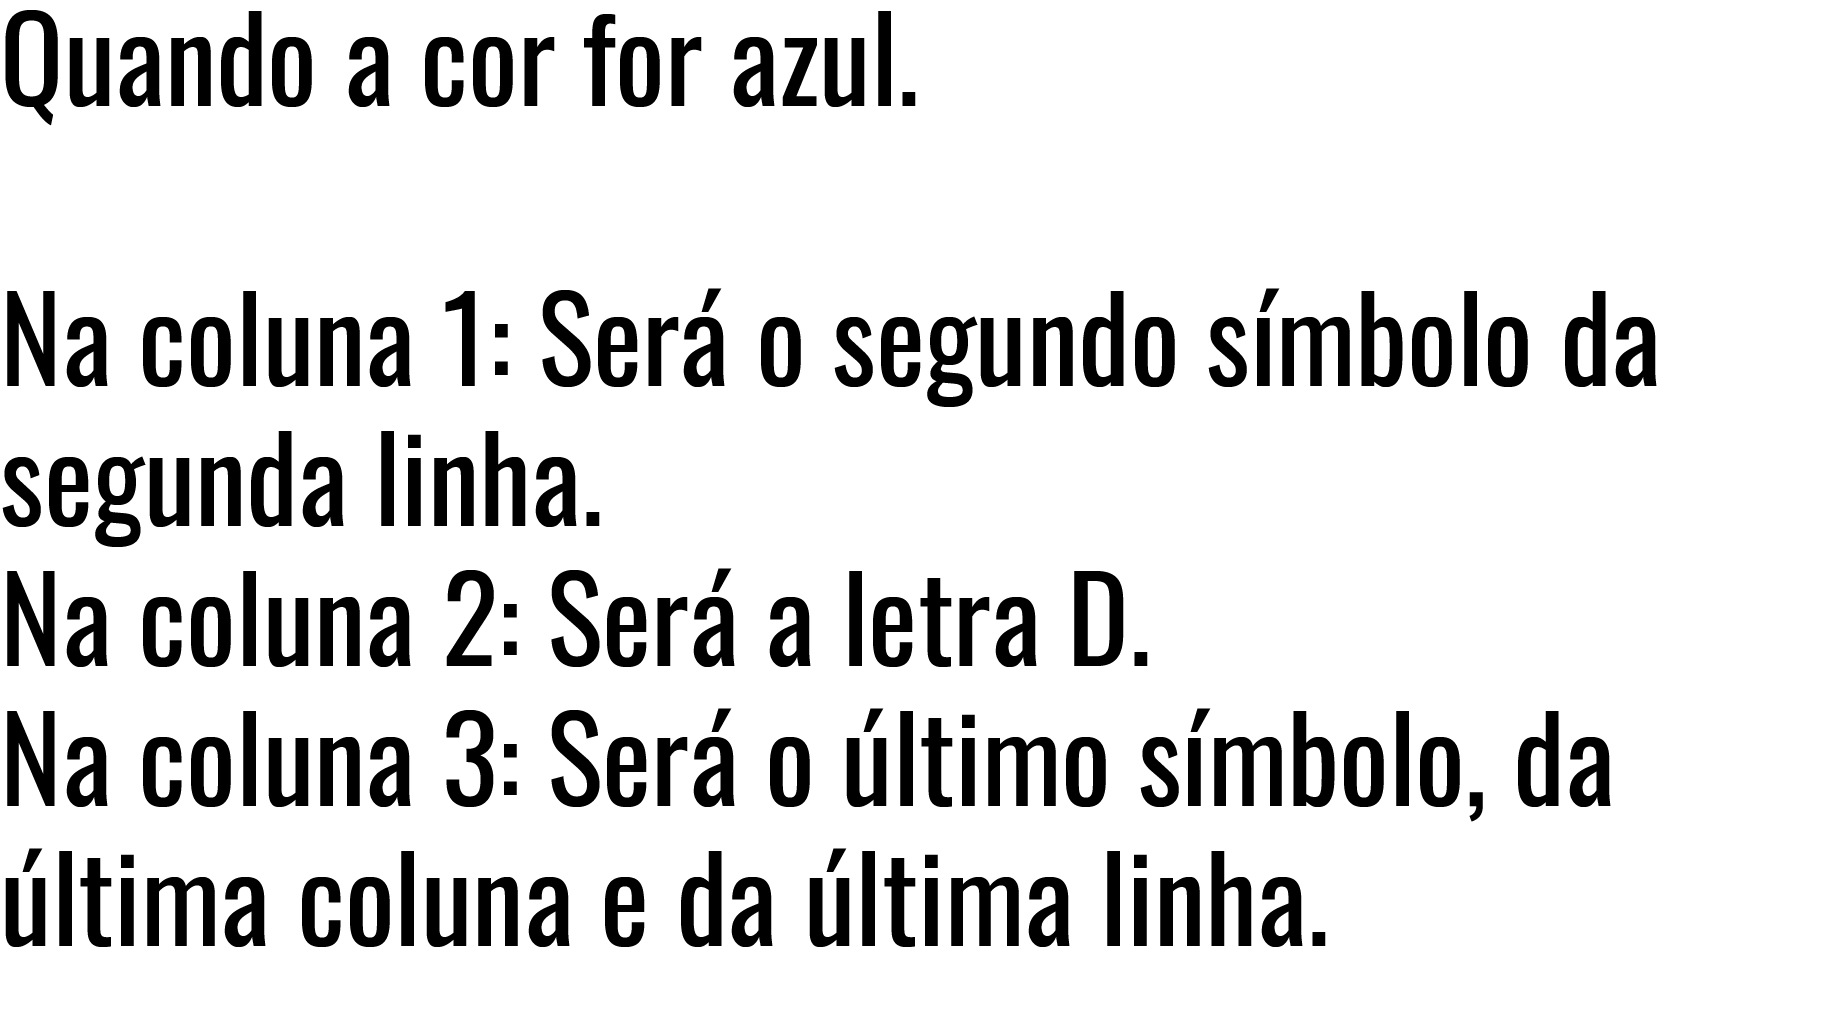 Quando a cor for azul.
Na coluna 1: Será o segundo símbolo da
segunda linha.
Na coluna 2: Será a letra D.
Na coluna 3: Será o último símbolo, da
última coluna e da última linha.